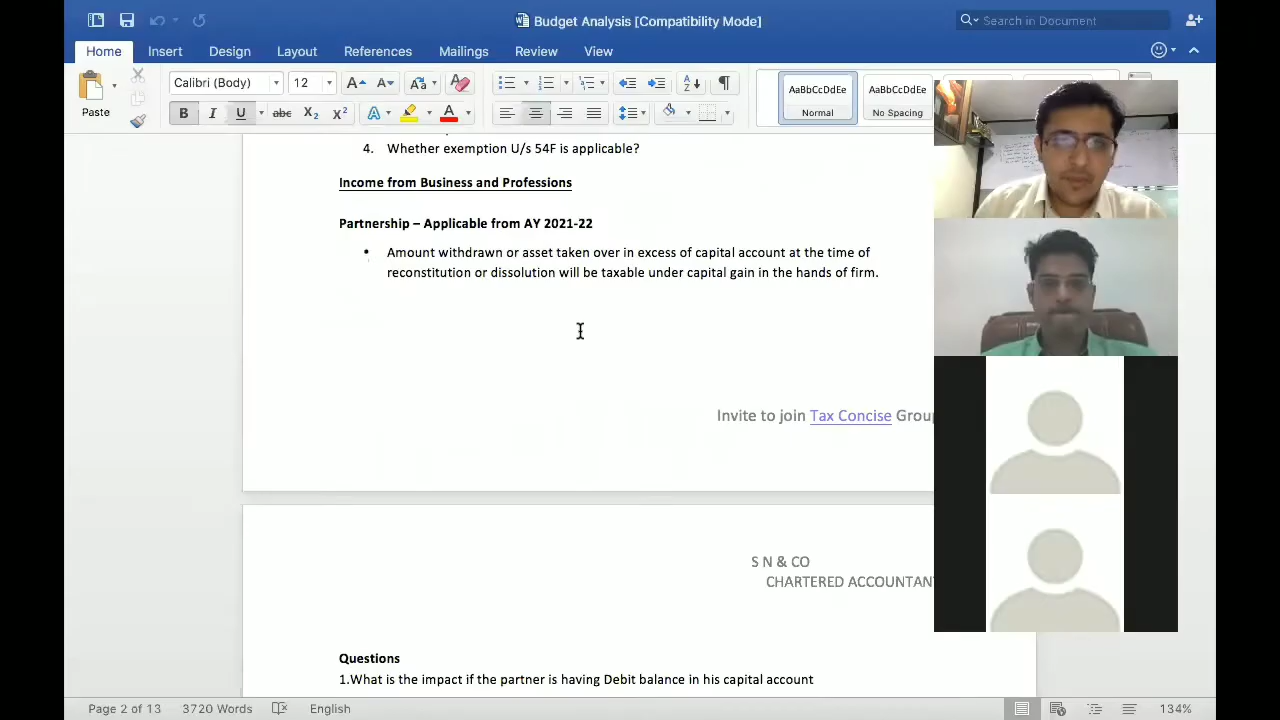 Budget Analysis [Compatibility Mode]
Search in Document
Home Insert Design Layout References Mailings Review View
Paste
Calibri (Body) 12
AaBbCcDdEe AaBbCcDdEe
Normal No Spacing
4. Whether exemption U/s 54F is applicable?
Income from Business and Professions
Partnership – Applicable from AY 2021-22
• Amount withdrawn or asset taken over in excess of capital account at the time of
reconstitution or dissolution will be taxable under capital gain in the hands of firm.
Invite to join Tax Concise Group
S N & CO
CHARTERED ACCOUNTANT
Questions
1.What is the impact if the partner is having Debit balance in his capital account
Page 2 of 13 3720 Words English 134%